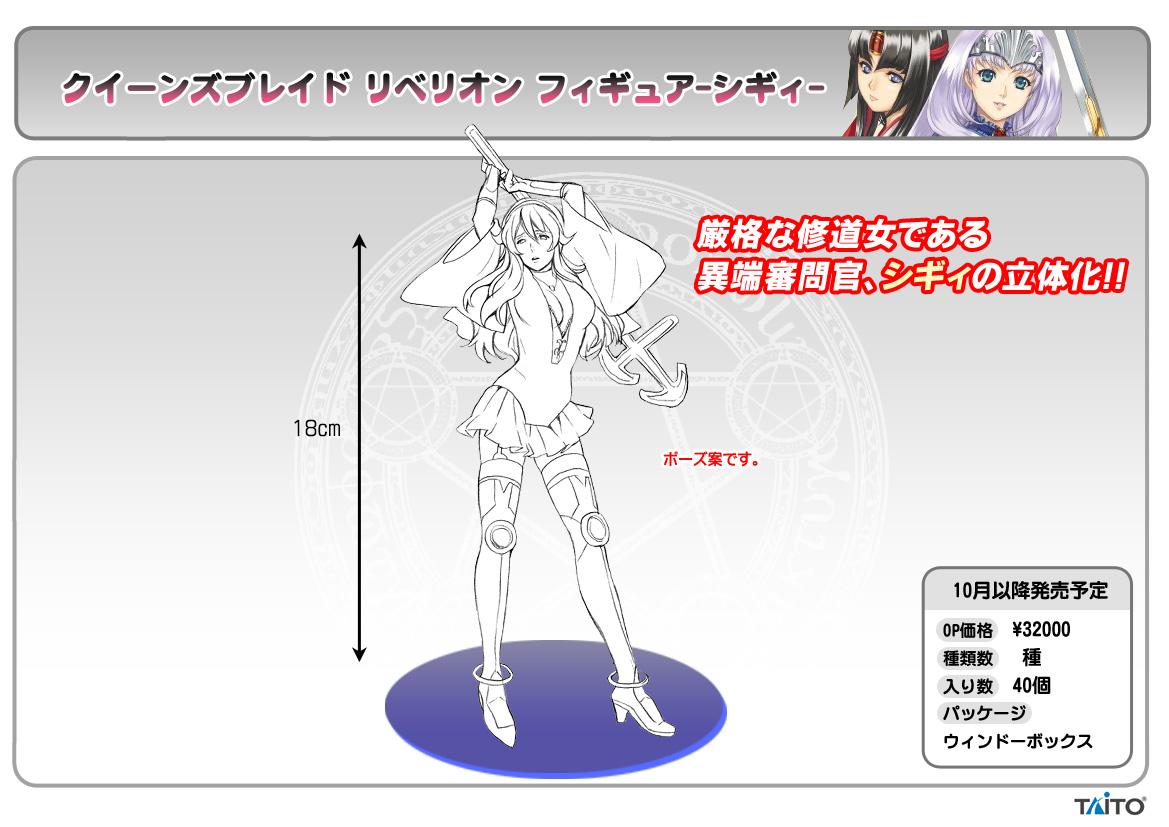 クイーンズブレイド リベリオン フィギュア-シギィ-
厳格な修道女である
異端審問官、シギィの立体化!!
18cm
ポーズ案です。
10月以降発売予定
OP価格 ¥32000
種類数 種
入り数 40個
パッケージ
ウィンドーボックス
TAITO®